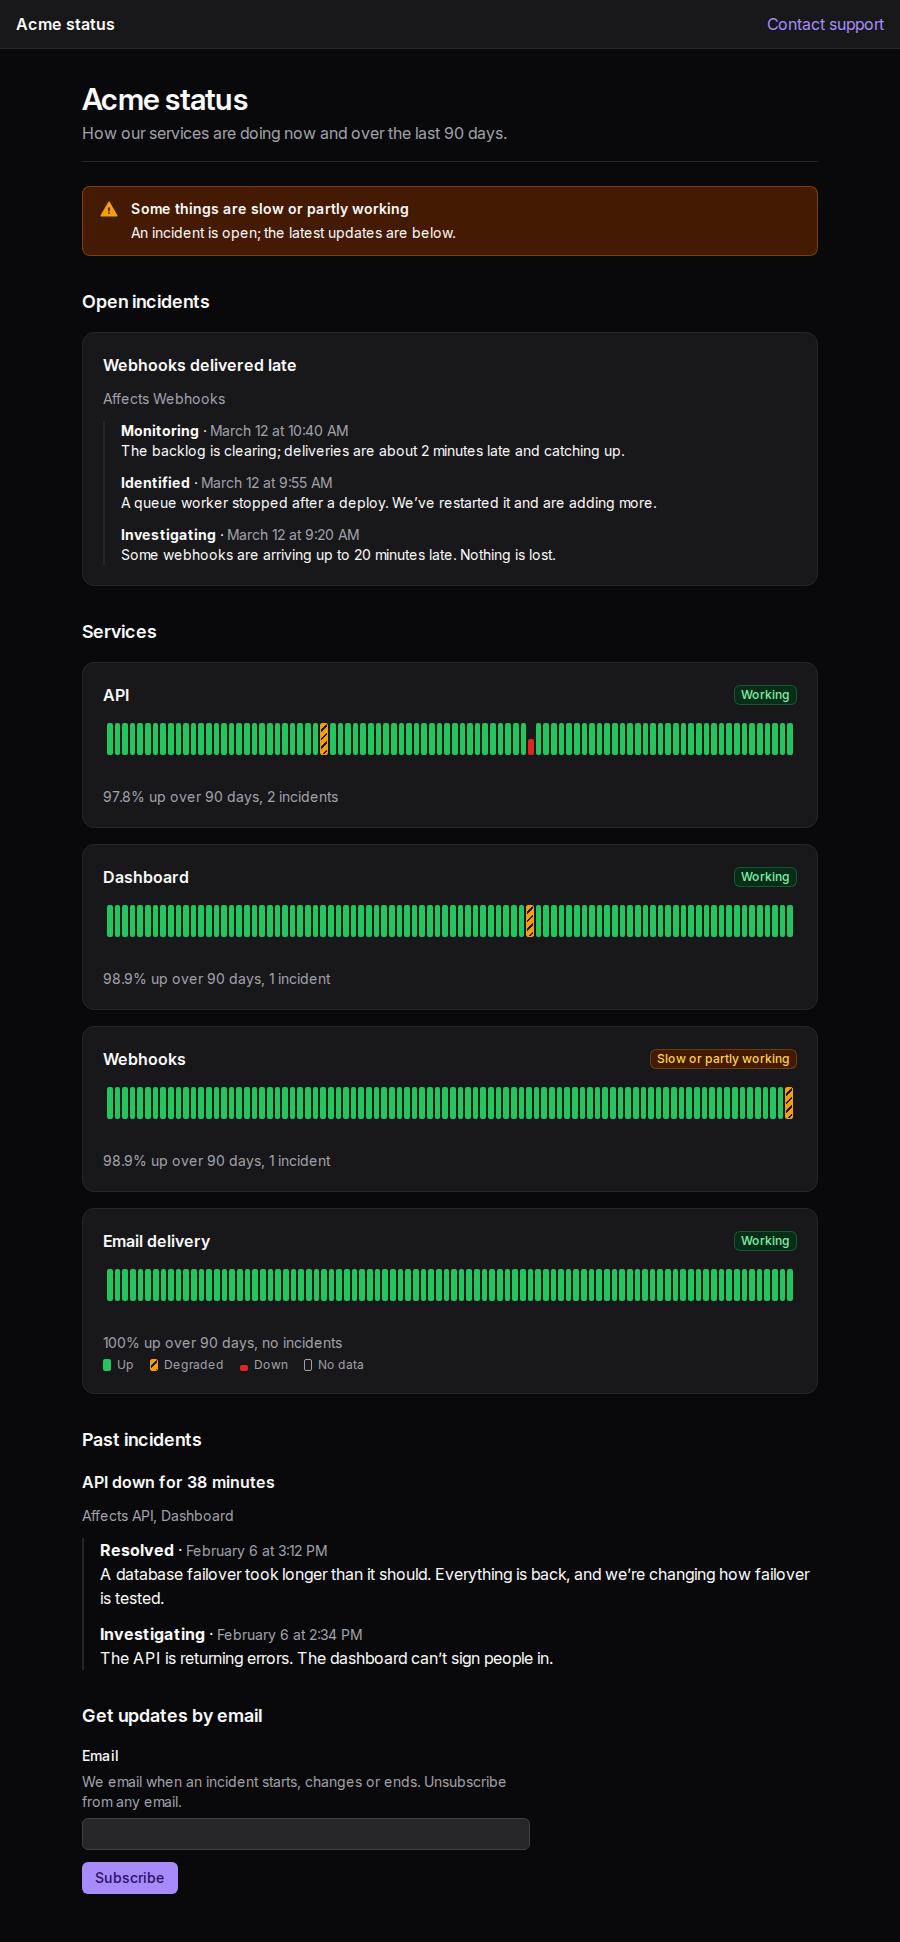 Acme status
Contact support
Acme status
How our services are doing now and over the last 90 days.
Some things are slow or partly working
An incident is open; the latest updates are below.
Open incidents
Webhooks delivered late
Affects Webhooks
Monitoring · March 12 at 10:40 AM
The backlog is clearing; deliveries are about 2 minutes late and catching up.
Identified · March 12 at 9:55 AM
A queue worker stopped after a deploy. We’ve restarted it and are adding more.
Investigating · March 12 at 9:20 AM
Some webhooks are arriving up to 20 minutes late. Nothing is lost.
Services
API
Working
97.8% up over 90 days, 2 incidents
Dashboard
Working
98.9% up over 90 days, 1 incident
Webhooks
Slow or partly working
98.9% up over 90 days, 1 incident
Email delivery
Working
100% up over 90 days, no incidents
Up Degraded Down No data
Past incidents
API down for 38 minutes
Affects API, Dashboard
Resolved · February 6 at 3:12 PM
A database failover took longer than it should. Everything is back, and we’re changing how failover
is tested.
Investigating · February 6 at 2:34 PM
The API is returning errors. The dashboard can’t sign people in.
Get updates by email
Email
We email when an incident starts, changes or ends. Unsubscribe
from any email.
Subscribe